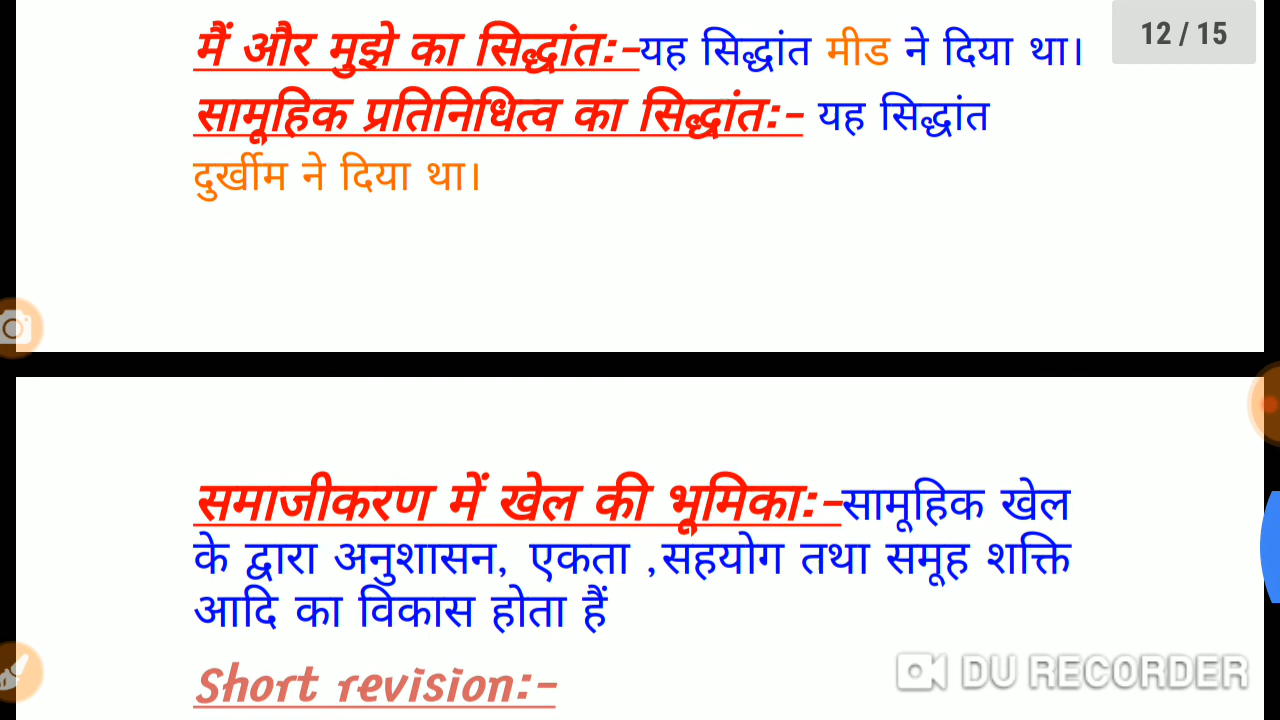 मैं और मुझे का सिद्धांत:-यह सिद्धांत मीड ने दिया था।
12 / 15
सामूहिक प्रतिनिधित्व का सिद्धांत:- यह सिद्धांत
दुर्खीम ने दिया था।
समाजीकरण में खेल की भूमिका:-सामूहिक खेल
के द्वारा अनुशासन, एकता ,सहयोग तथा समूह शक्ति
आदि का विकास होता हैं
Short revision:-
DU RECORDER